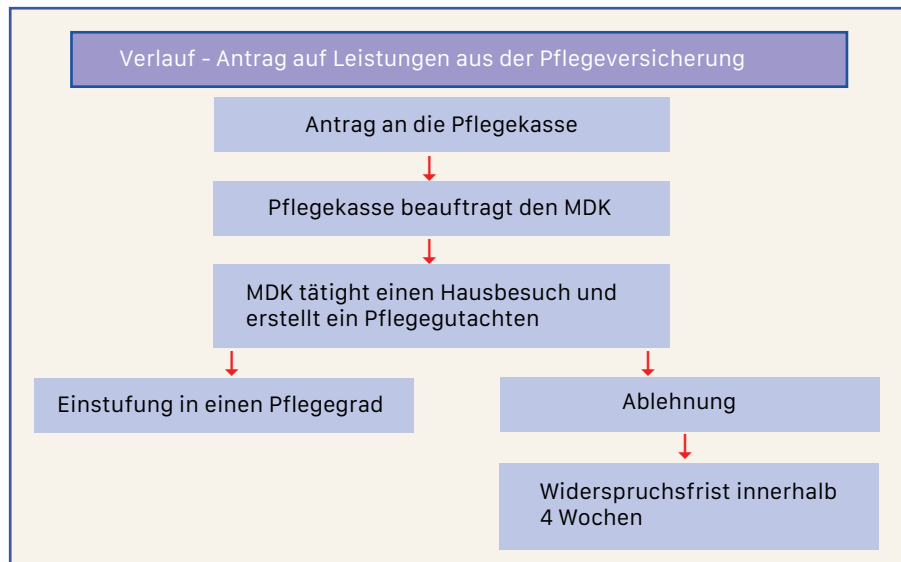 Verlauf - Antrag auf Leistungen aus der Pflegeversicherung
Antrag an die Pflegekasse
Pflegekasse beauftragt den MDK
MDK tätight einen Hausbesuch und
erstellt ein Pflegegutachten
Einstufung in einen Pflegegrad
Ablehnung
Widerspruchsfrist innerhalb
4 Wochen